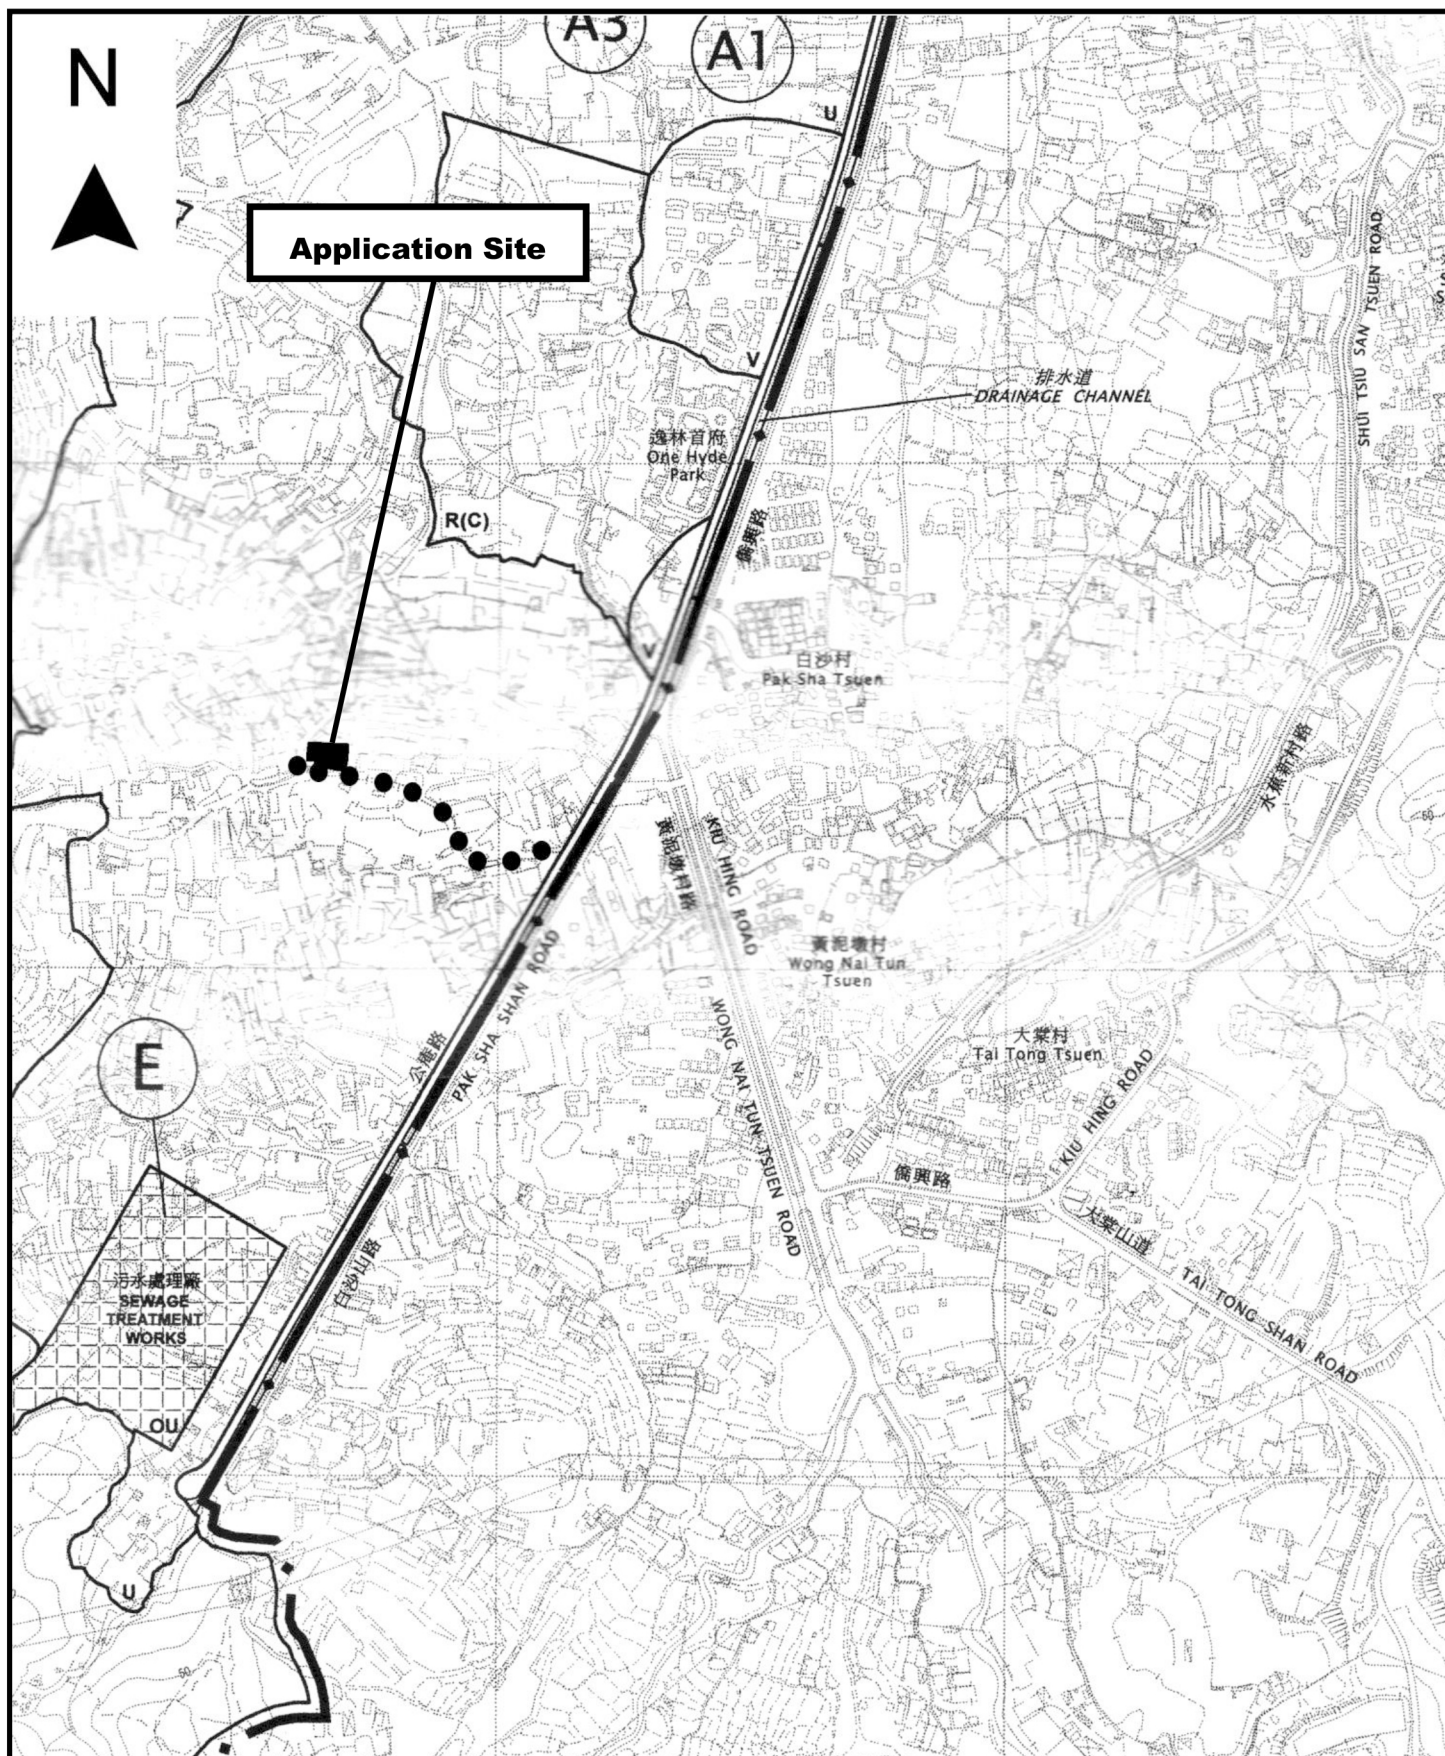 A3
A1
N
U
Application Site
SHUI TSIU SAN TSUEN ROAD
V
排水道
DRAINAGE CHANNEL
逸林首府
One Hyde
Park
R(C)
僑興路
V
白沙村
Pak Sha Tsuen
水蕉新村路
50
黃泥墩村路
KIU HING ROAD
黃泥墩村
Wong Nai Tun
Tsuen
公庵路
PAK SHA SHAN ROAD
WONG NAI TUN TSUEN ROAD
大棠村
Tai Tong Tsuen
E
KIU HING ROAD
僑興路
大棠山道
TAI TONG SHAN ROAD
白沙山路
污水處理廠
SEWAGE
TREATMENT
WORKS
OU
U
50